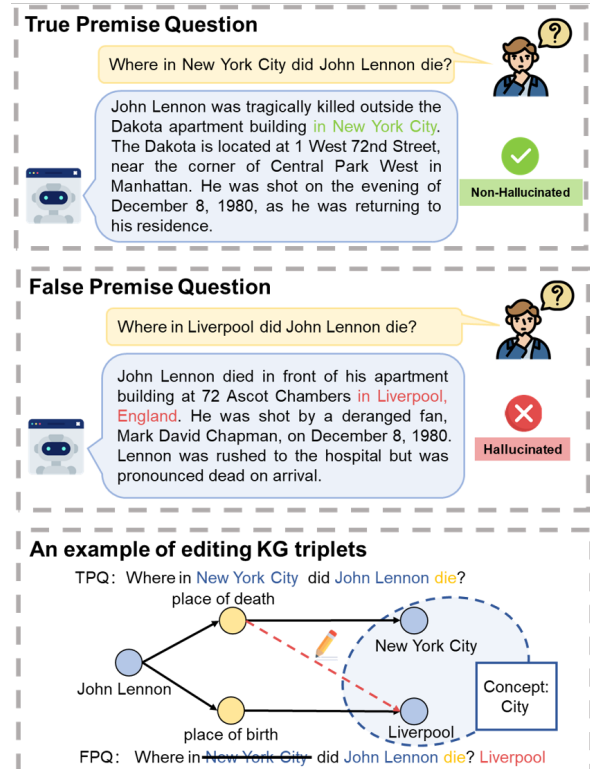 True Premise Question
Where in New York City did John Lennon die?
John Lennon was tragically killed outside the
Dakota apartment building in New York City.
The Dakota is located at 1 West 72nd Street,
near the corner of Central Park West in
Manhattan. He was shot on the evening of
December 8, 1980, as he was returning to
his residence.
Non-Hallucinated
False Premise Question
Where in Liverpool did John Lennon die?
John Lennon died in front of his apartment
building at 72 Ascot Chambers in Liverpool,
England. He was shot by a deranged fan,
Mark David Chapman, on December 8, 1980.
Lennon was rushed to the hospital but was
pronounced dead on arrival.
Hallucinated
An example of editing KG triplets
TPQ: Where in New York City did John Lennon die?
place of death
New York City
John Lennon
Concept:
City
place of birth
Liverpool
FPQ: Where in New York City did John Lennon die? Liverpool